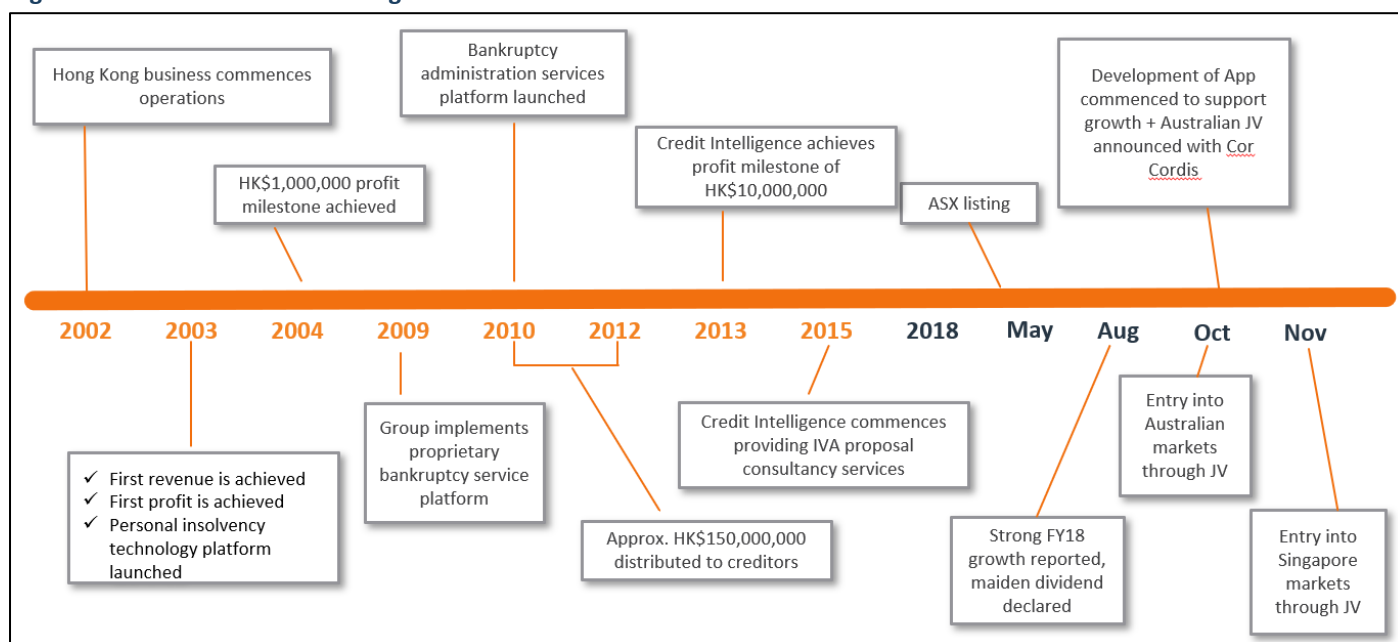 Hong Kong business commences
operations
Bankruptcy
administration services
platform launched
Development of App
commenced to support
growth + Australian JV
announced with Cor
Cordis
HK$1,000,000 profit
milestone achieved
Credit Intelligence achieves
profit milestone of
HK$10,000,000
ASX listing
2002 2003 2004 2009 2010 2012 2013 2015 2018 May Aug Oct Nov
✓ First revenue is achieved
✓ First profit is achieved
✓ Personal insolvency
technology platform
launched
Group implements
proprietary
bankruptcy service
platform
Approx. HK$150,000,000
distributed to creditors
Credit Intelligence commences
providing IVA proposal
consultancy services
Strong FY18
growth reported,
maiden dividend
declared
Entry into
Australian
markets
through JV
Entry into
Singapore
markets
through JV